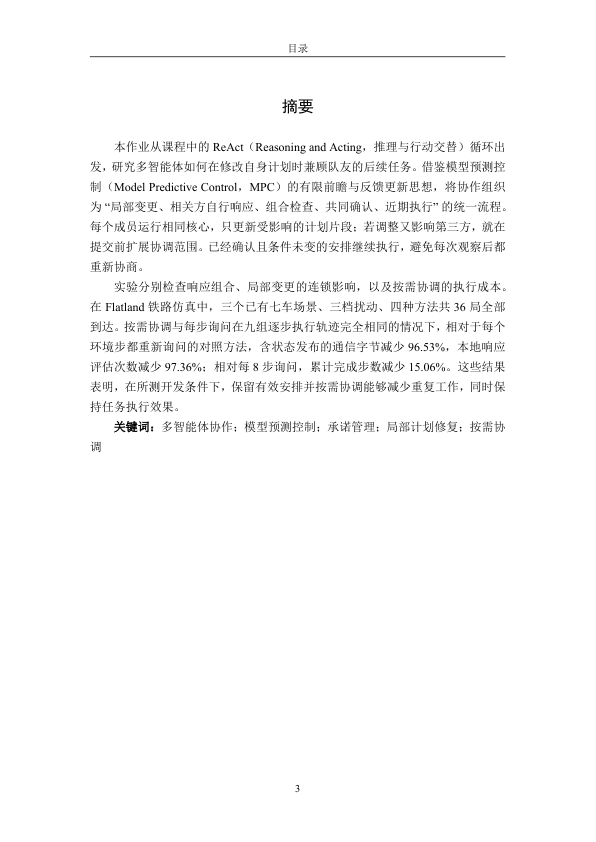 目录
摘要
本作业从课程中的 ReAct（Reasoning and Acting，推理与行动交替）循环出
发，研究多智能体如何在修改自身计划时兼顾队友的后续任务。借鉴模型预测控
制（Model Predictive Control，MPC）的有限前瞻与反馈更新思想，将协作组织
为 “局部变更、相关方自行响应、组合检查、共同确认、近期执行” 的统一流程。
每个成员运行相同核心，只更新受影响的计划片段；若调整又影响第三方，就在
提交前扩展协调范围。已经确认且条件未变的安排继续执行，避免每次观察后都
重新协商。
实验分别检查响应组合、局部变更的连锁影响，以及按需协调的执行成本。
在 Flatland 铁路仿真中，三个已有七车场景、三档扰动、四种方法共 36 局全部
到达。按需协调与每步询问在九组逐步执行轨迹完全相同的情况下，相对于每个
环境步都重新询问的对照方法，含状态发布的通信字节减少 96.53%，本地响应
评估次数减少 97.36%；相对每 8 步询问，累计完成步数减少 15.06%。这些结果
表明，在所测开发条件下，保留有效安排并按需协调能够减少重复工作，同时保
持任务执行效果。
关键词：多智能体协作；模型预测控制；承诺管理；局部计划修复；按需协
调
3